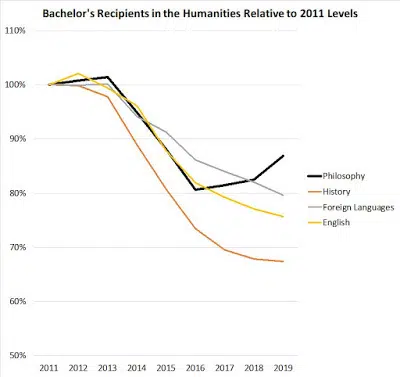 Bachelor's Recipients in the Humanities Relative to 2011 Levels
110%
100%
90%
80%
70%
60%
50%
2011 2012 2013 2014 2015 2016 2017 2018 2019
Philosophy
History
Foreign Languages
English